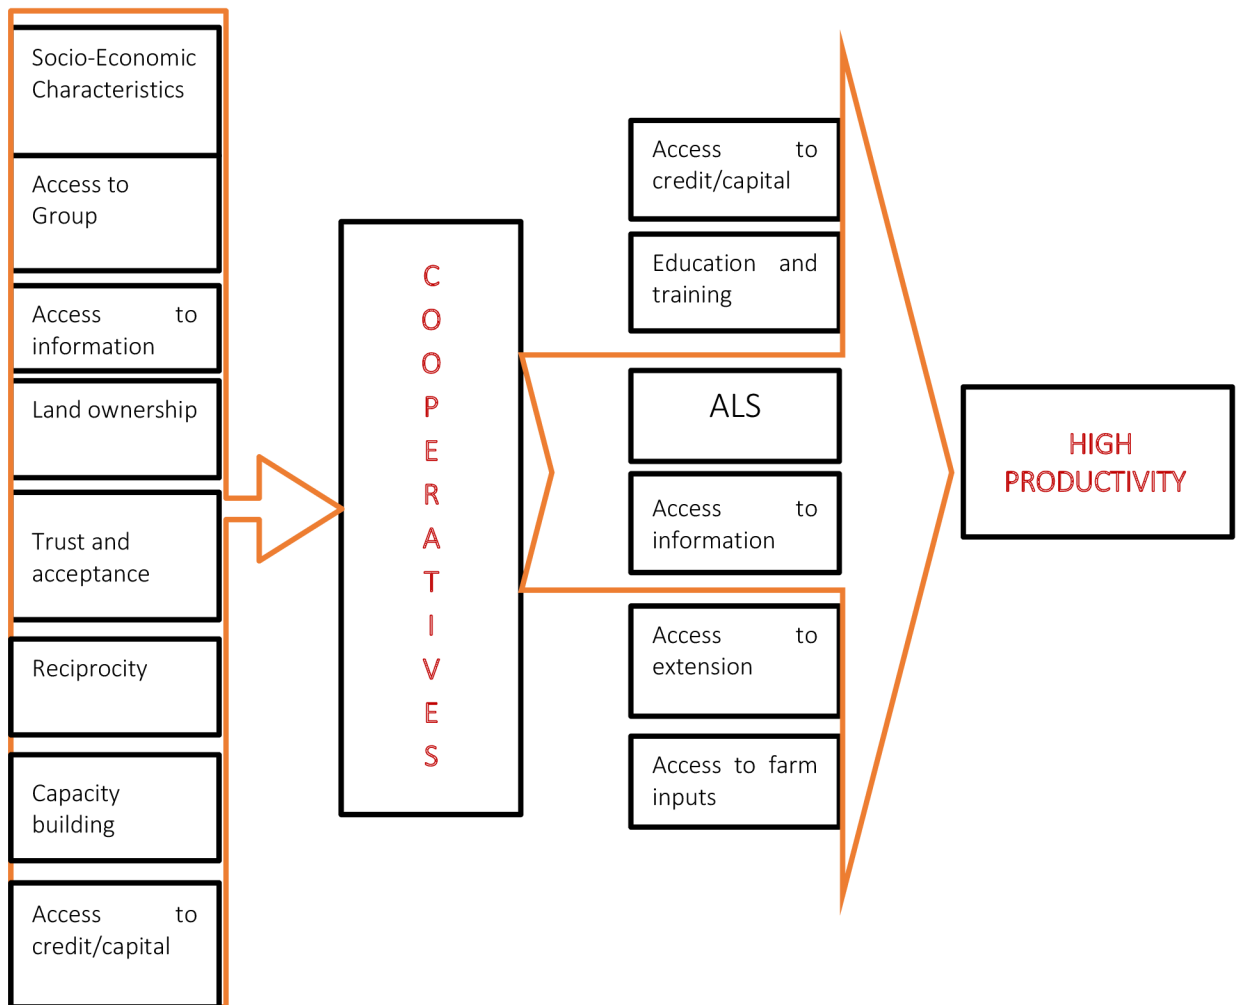 Socio-Economic
Characteristics
Access to
Group
Access to
information
Land ownership
Trust and
acceptance
Reciprocity
Capacity
building
Access to
credit/capital
C
O
O
P
E
R
A
T
I
V
E
S
Access to
credit/capital
Education and
training
ALS
Access to
information
Access to
extension
Access to farm
inputs
HIGH
PRODUCTIVITY